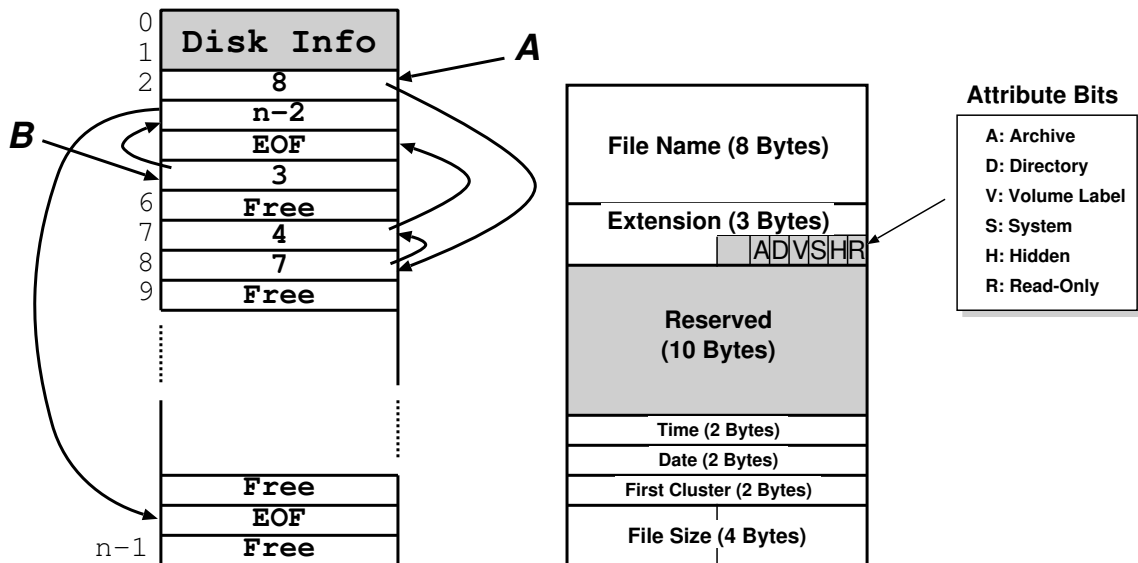 0
1
Disk Info
A
2
8
n-2
B
EOF
3
6
Free
7
4
8
7
9
Free
Free
EOF
n-1
Free
File Name (8 Bytes)
Extension (3 Bytes)
A D V S H R
Reserved
(10 Bytes)
Time (2 Bytes)
Date (2 Bytes)
First Cluster (2 Bytes)
File Size (4 Bytes)
Attribute Bits
A: Archive
D: Directory
V: Volume Label
S: System
H: Hidden
R: Read-Only